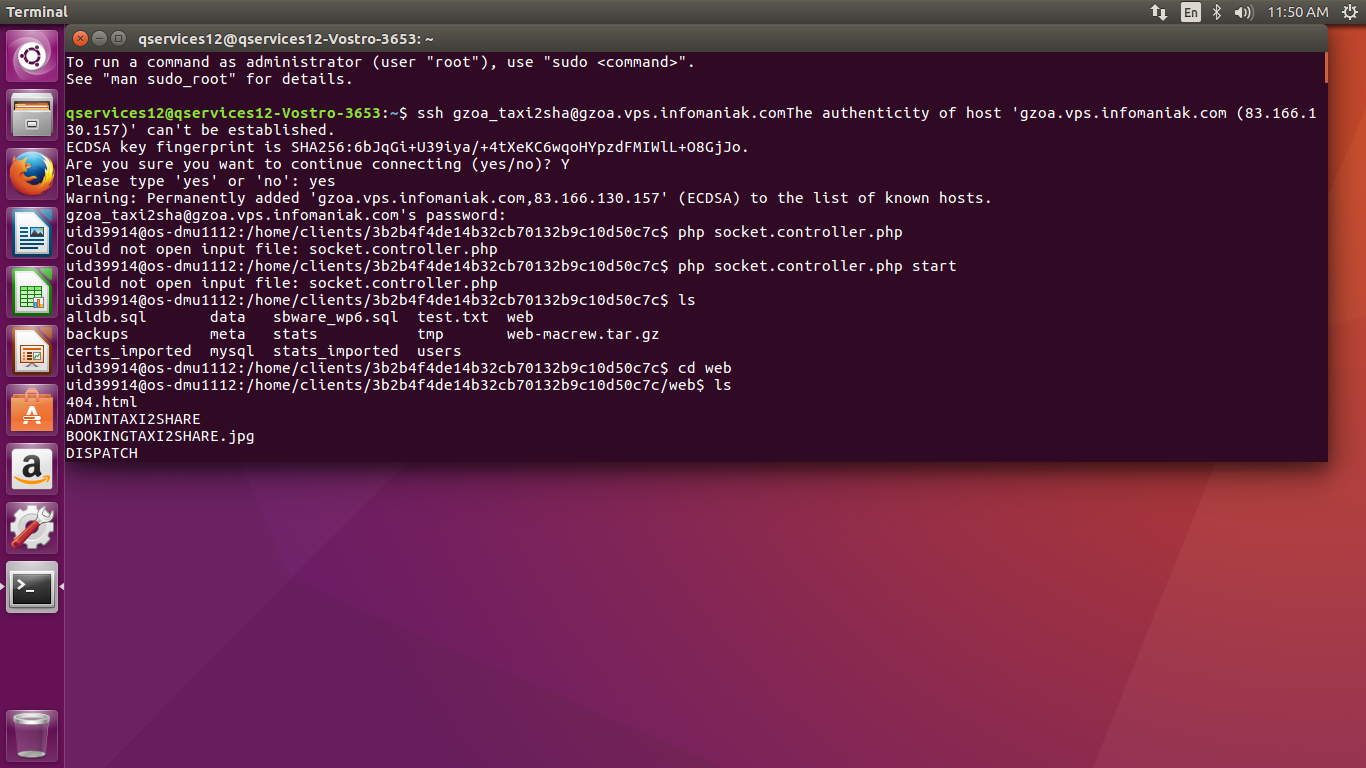 Terminal
En
11:50 AM
qservices12@qservices12-Vostro-3653: ~
To run a command as administrator (user "root"), use "sudo <command>".
See "man sudo_root" for details.
qservices12@qservices12-Vostro-3653:~$ ssh gzoa_taxi2sha@gzoa.vps.infomaniak.comThe authenticity of host 'gzoa.vps.infomaniak.com (83.166.1
30.157)' can't be established.
ECDSA key fingerprint is SHA256:6bJqGi+U39iya/+4tXeKC6wqoHYpzdFMIWlL+O8GjJo.
Are you sure you want to continue connecting (yes/no)? Y
Please type 'yes' or 'no': yes
Warning: Permanently added 'gzoa.vps.infomaniak.com,83.166.130.157' (ECDSA) to the list of known hosts.
gzoa_taxi2sha@gzoa.vps.infomaniak.com's password:
uid39914@os-dmu1112:/home/clients/3b2b4f4de14b32cb70132b9c10d50c7c$ php socket.controller.php
Could not open input file: socket.controller.php
uid39914@os-dmu1112:/home/clients/3b2b4f4de14b32cb70132b9c10d50c7c$ php socket.controller.php start
Could not open input file: socket.controller.php
uid39914@os-dmu1112:/home/clients/3b2b4f4de14b32cb70132b9c10d50c7c$ ls
alldb.sql data sbware_wp6.sql test.txt web
backups meta stats tmp web-macrew.tar.gz
certs_imported mysql stats_imported users
uid39914@os-dmu1112:/home/clients/3b2b4f4de14b32cb70132b9c10d50c7c$ cd web
uid39914@os-dmu1112:/home/clients/3b2b4f4de14b32cb70132b9c10d50c7c/web$ ls
404.html
ADMINTAXI2SHARE
BOOKINGTAXI2SHARE.jpg
DISPATCH